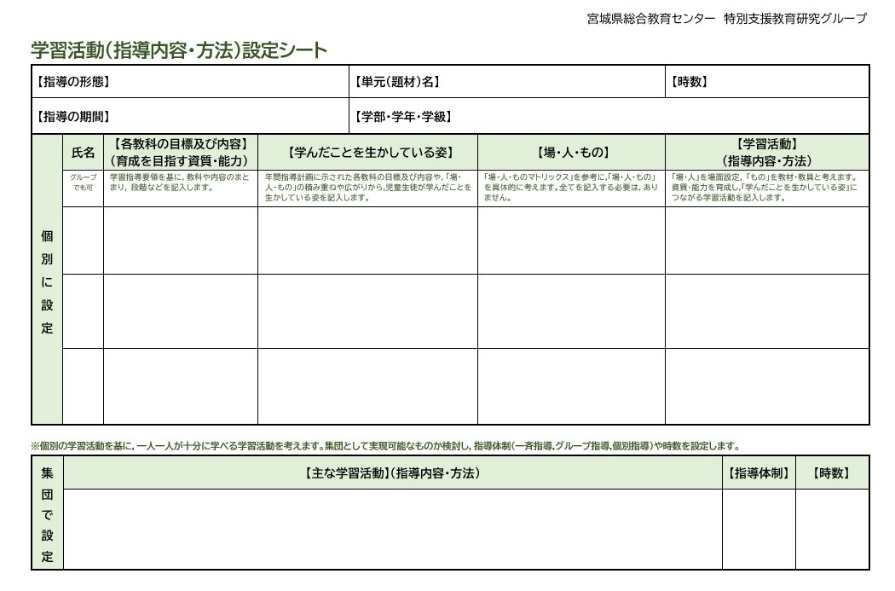 宮城県総合教育センター 特別支援教育研究グループ
学習活動(指導内容・方法)設定シート
【指導の形態】
【単元(題材)名】
【時数】
【指導の期間】
【学部・学年・学級】
個別に設定
氏名
【各教科の目標及び内容】
(育成を目指す資質・能力)
【学んだことを生かしている姿】
【場・人・もの】
【学習活動】
(指導内容・方法)
グループ
でも可
学習指導要領を基に、教科や内容のまと
まり、段階などを記入します。
年間指導計画に示された各教科の目標及び内容や、「場・
人・もの」の積み重ねや広がりから、児童生徒が学んだことを
生かしている姿を記入します。
「場・人・ものマトリックス」を参考に、「場・人・もの」
を具体的に考えます。全てを記入する必要は、あり
ません。
「場・人」を場面設定、「もの」を教材・教具と考えます。
資質・能力を育成し、「学んだことを生かしている姿」に
つながる学習活動を記入します。
※個別の学習活動を基に、一人一人が十分に学べる学習活動を考えます。集団として実現可能なものか検討し、指導体制(一斉指導、グループ指導、個別指導)や時数を設定します。
集団で設定
【主な学習活動】(指導内容・方法)
【指導体制】
【時数】